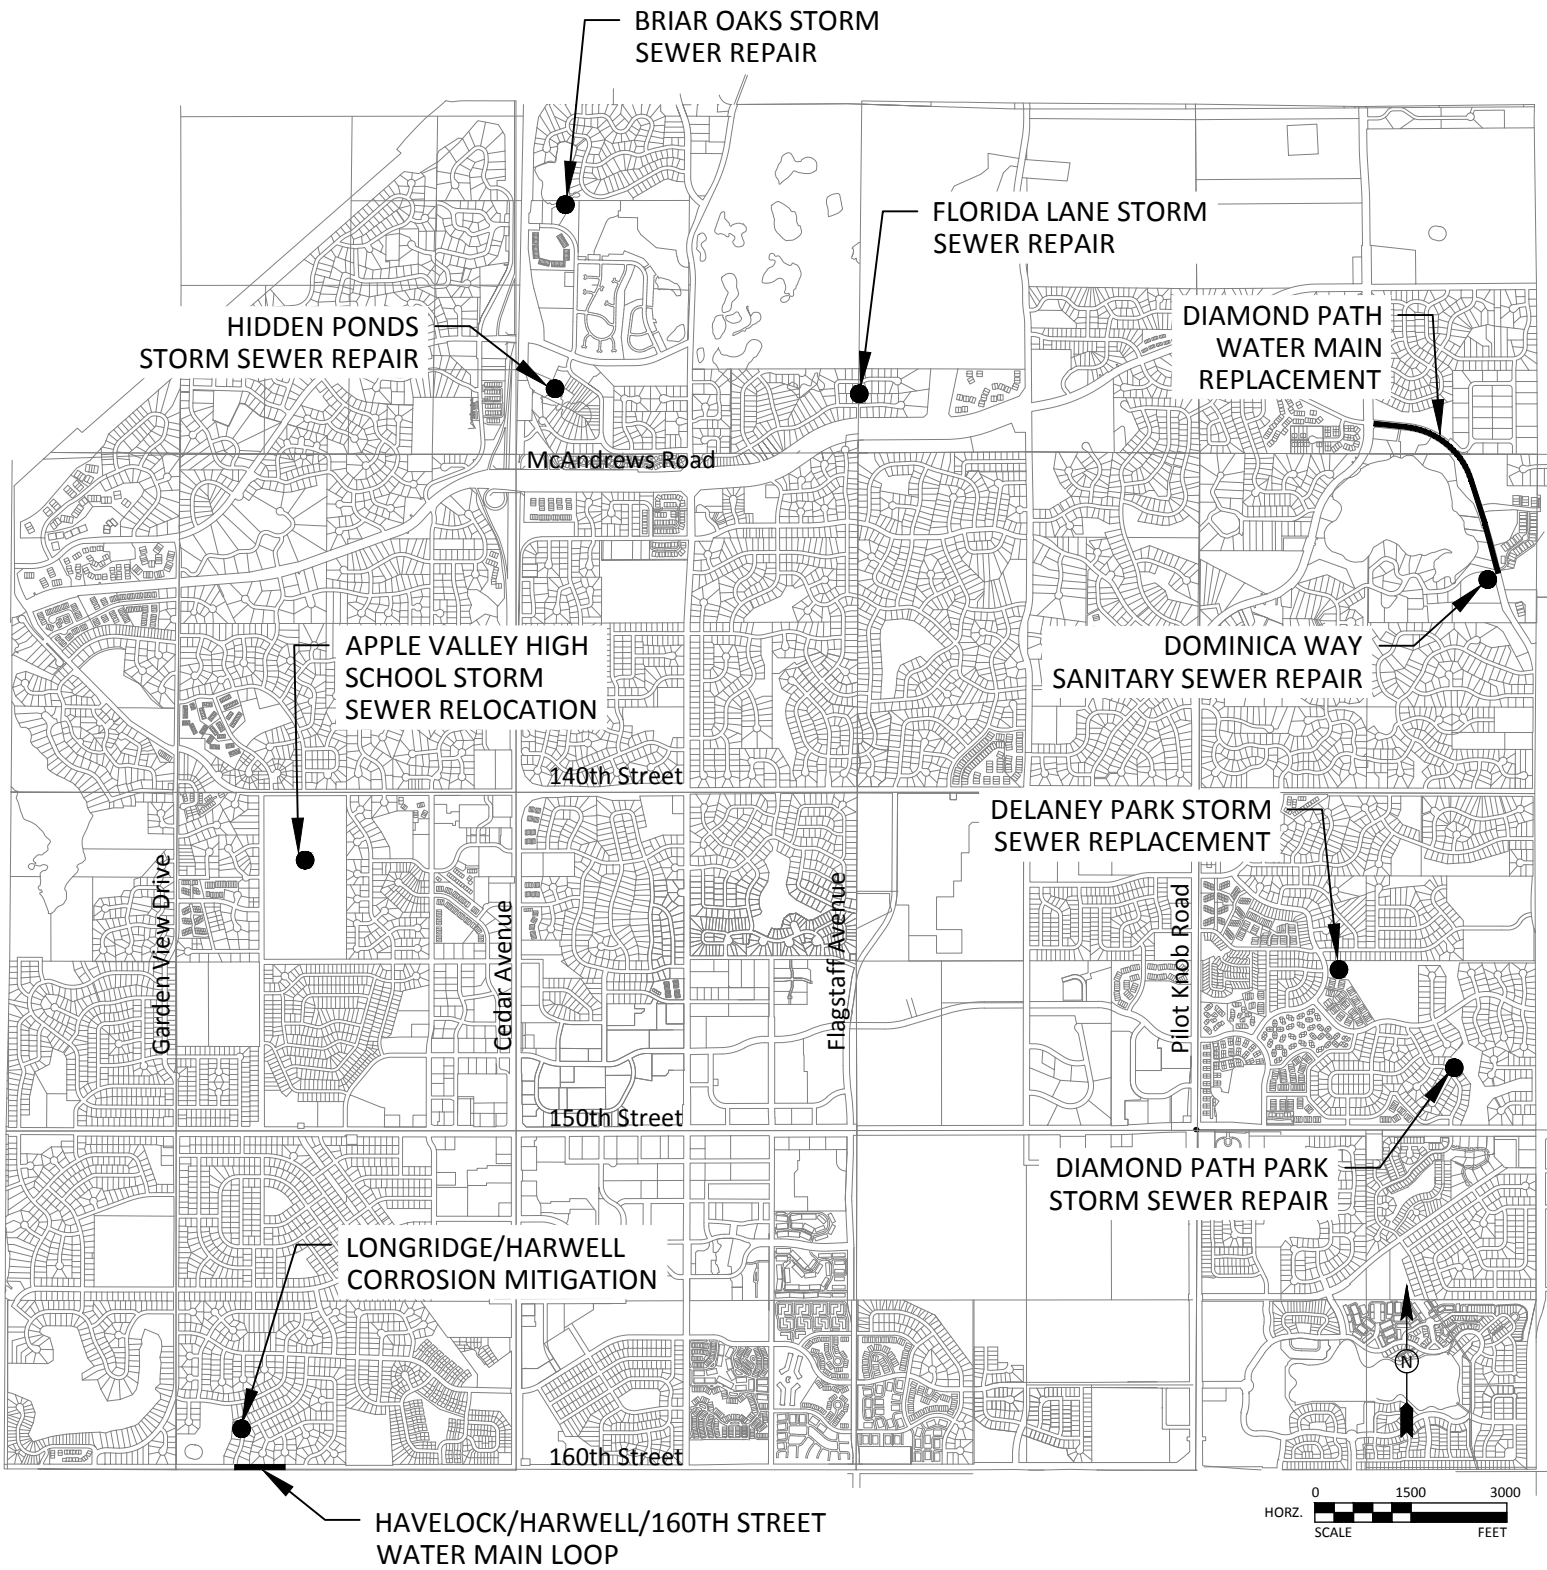 BRIAR OAKS STORM
SEWER REPAIR
FLORIDA LANE STORM
SEWER REPAIR
HIDDEN PONDS
STORM SEWER REPAIR
DIAMOND PATH
WATER MAIN
REPLACEMENT
McAndrews Road
APPLE VALLEY HIGH
SCHOOL STORM
SEWER RELOCATION
DOMINICA WAY
SANITARY SEWER REPAIR
140th Street
DELANEY PARK STORM
SEWER REPLACEMENT
Garden View Drive
Cedar Avenue
Flagstaff Avenue
Pilot Knob Road
150th Street
DIAMOND PATH PARK
STORM SEWER REPAIR
LONGRIDGE/HARWELL
CORROSION MITIGATION
N
160th Street
0 1500 3000
HORZ.
SCALE FEET
HAVELOCK/HARWELL/160TH STREET
WATER MAIN LOOP